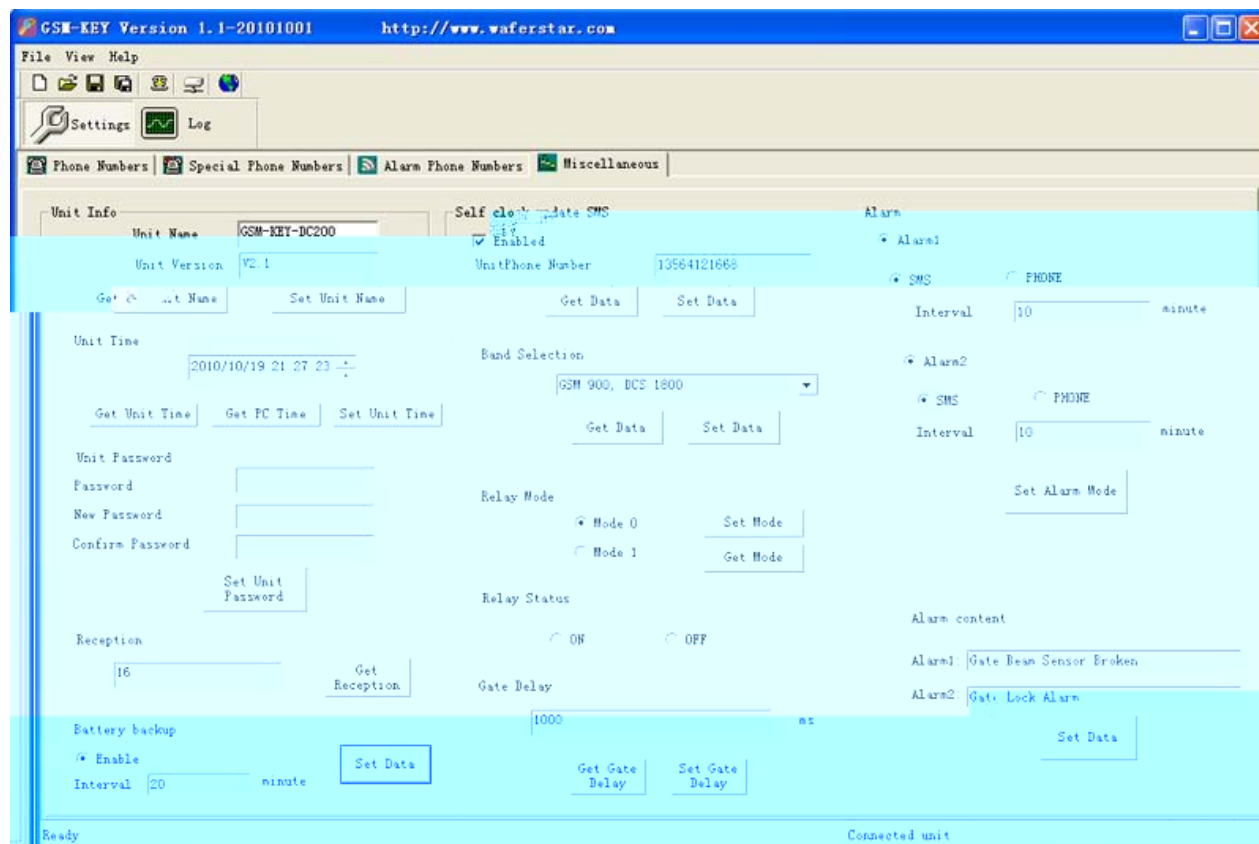 GSM-KEY Version 1.1-20101001 http://www.waferstar.com
File View Help
Settings Log
Phone Numbers Special Phone Numbers Alarm Phone Numbers Miscellaneous
Unit Info
Unit Name GSM-KEY-DC200
Unit Version V2.1
Set Unit Name
Unit Time
2010/10/19 21 27 23
Get Unit Time Get PC Time Set Unit Time
Unit Password
Password
New Password
Confirm Password
Set Unit
Password
Reception
16
Get
Reception
Battery backup
Enable
Interval 20 minute
Set Data
Self clock update SMS
Enabled
UnitPhone Number 13564121668
Get Data Set Data
Band Selection
GSM 900, DCS 1800
Get Data Set Data
Relay Mode
Mode 0 Set Mode
Mode 1 Get Mode
Relay Status
ON OFF
Gate Delay
1000 ms
Get Gate
Delay
Set Gate
Delay
Alarm
Alarm1
SMS PHONE
Interval 10 minute
Alarm2
SMS PHONE
Interval 10 minute
Set Alarm Mode
Alarm content
Alarm1: Gate Beam Sensor Broken
Alarm2: Gate Lock Alarm
Set Data
Ready Connected unit